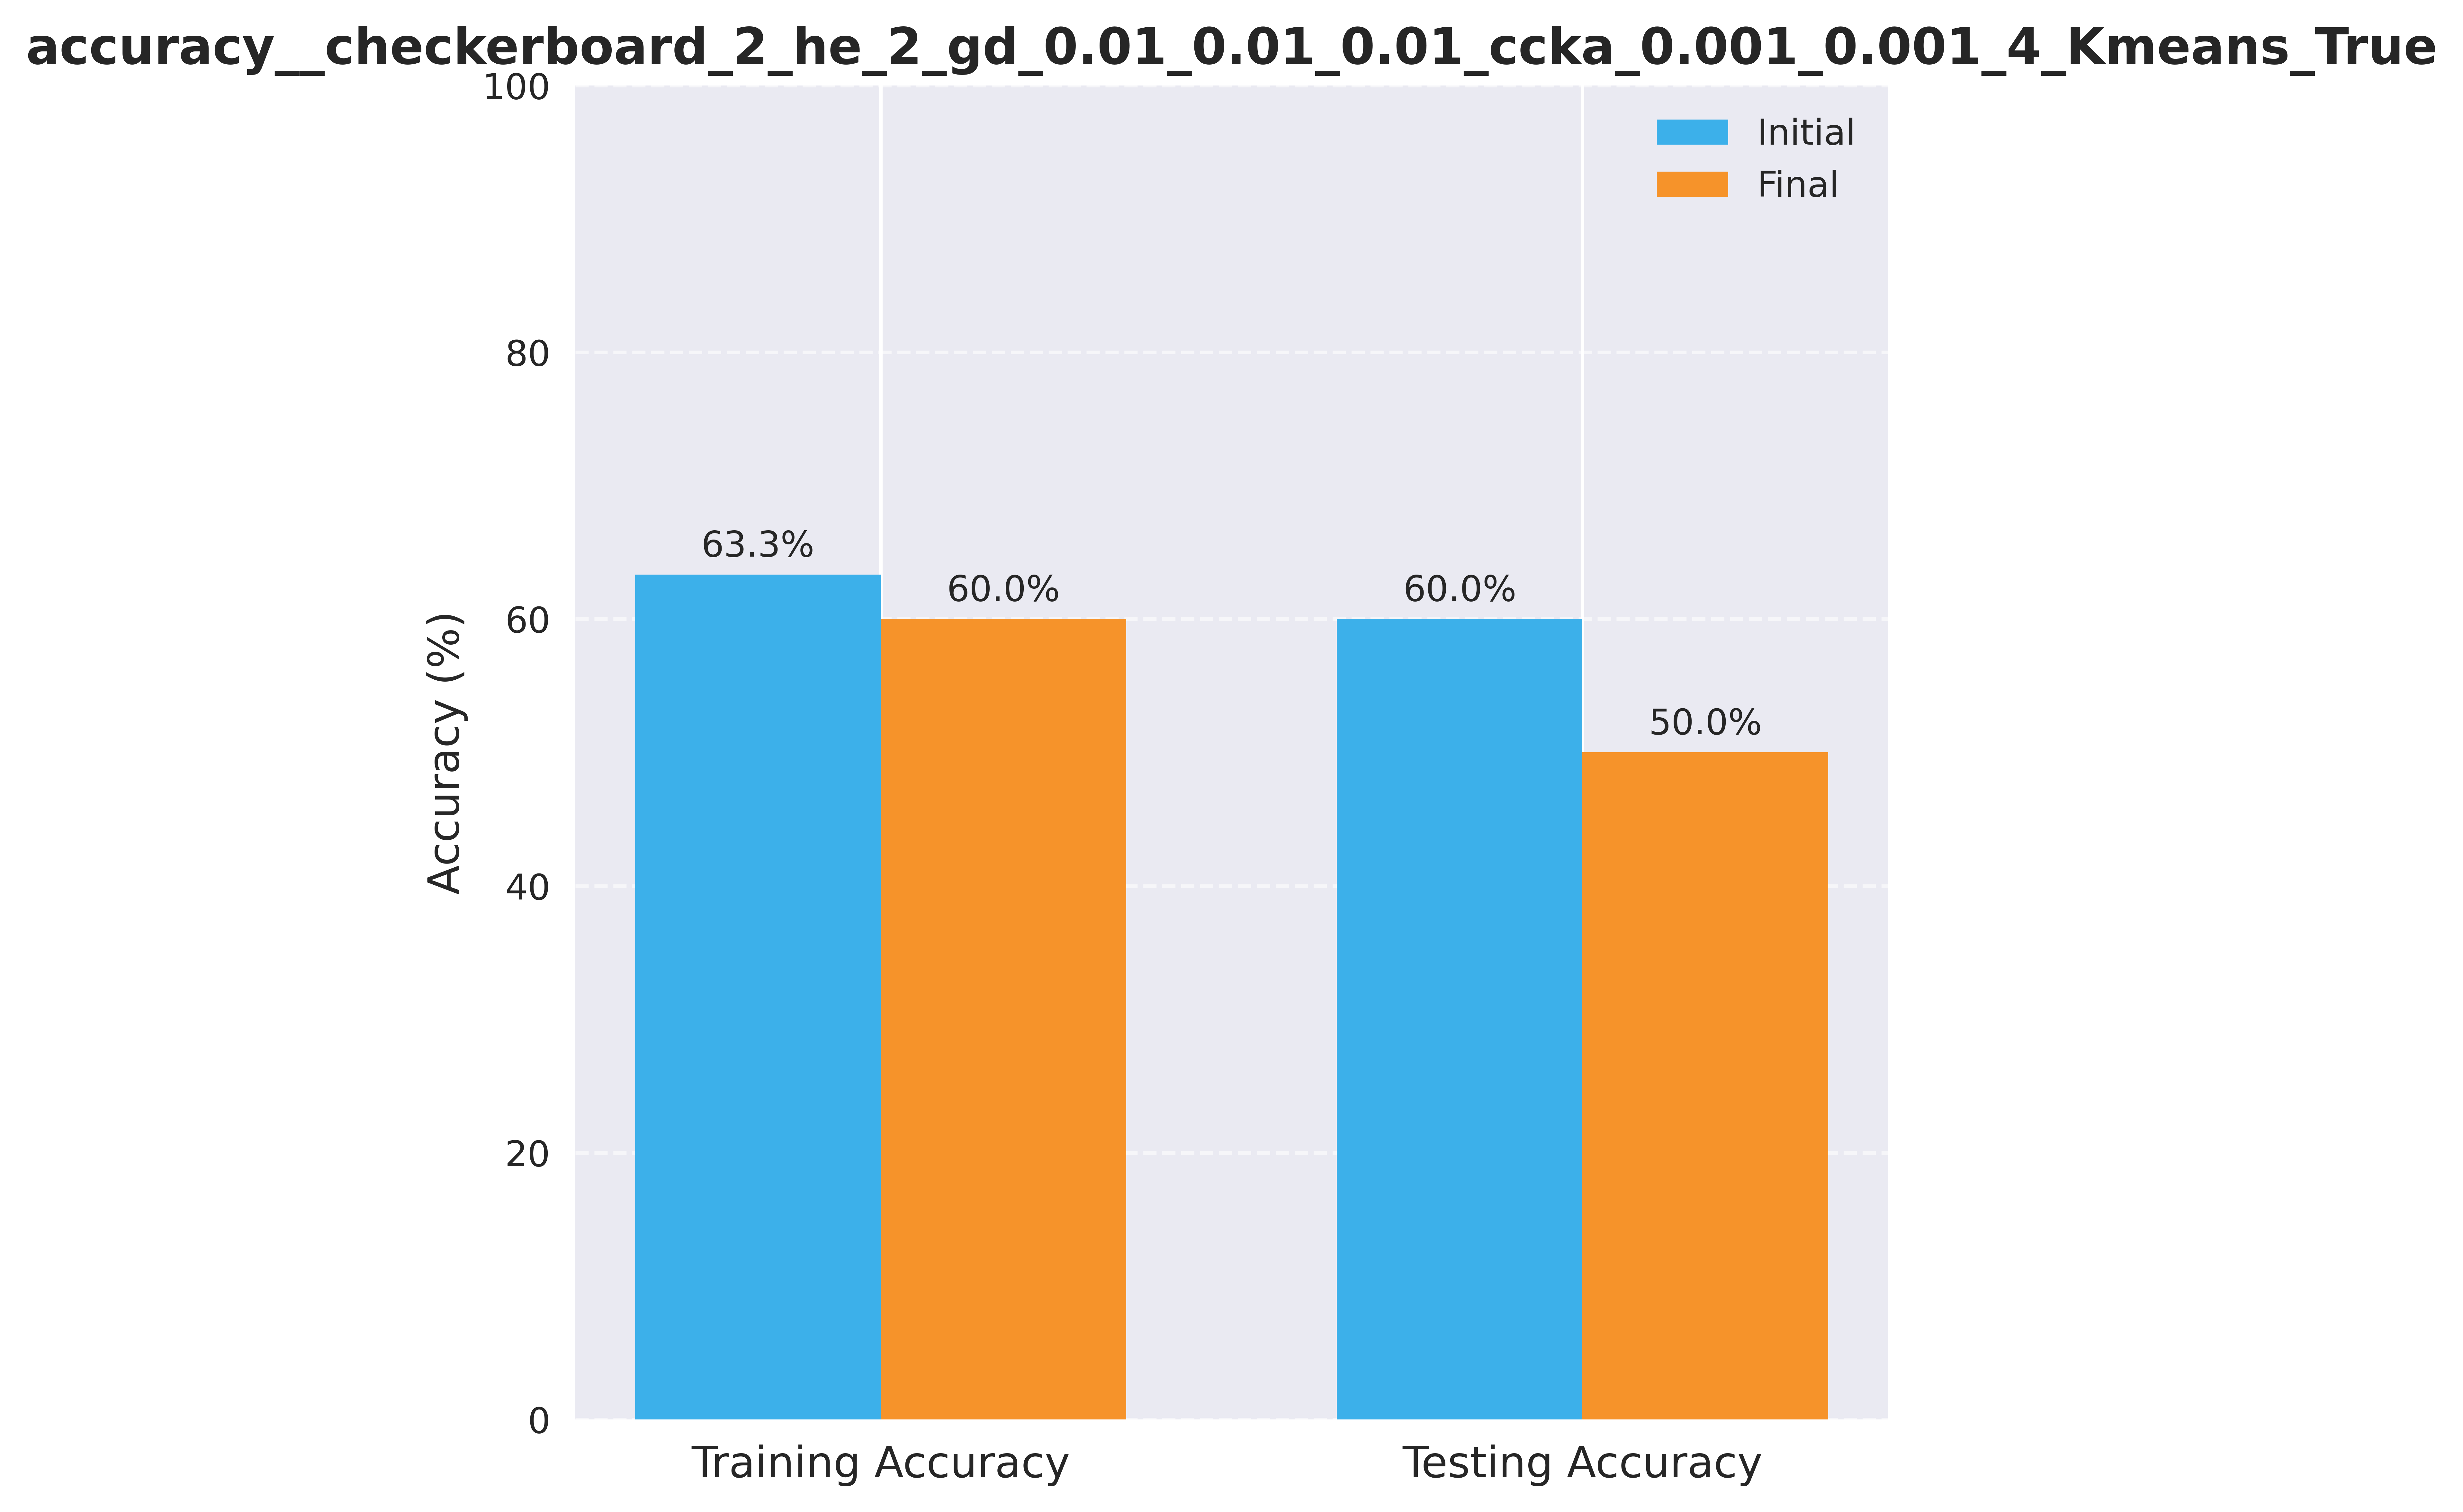 accuracy__checkerboard_2_he_2_gd_0.01_0.01_0.01_ccka_0.001_0.001_4_Kmeans_True
100
80
60
40
20
0
Accuracy (%)
Initial
Final
63.3%
60.0%
60.0%
50.0%
Training Accuracy
Testing Accuracy